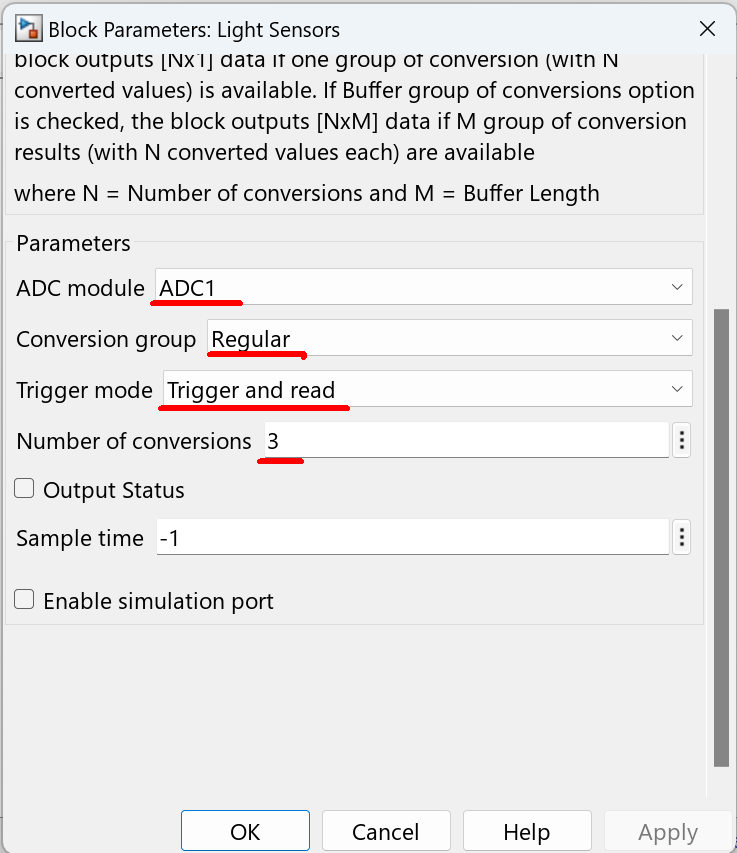 Block Parameters: Light Sensors
block outputs [Nx1] data if one group of conversion (with N
converted values) is available. If Buffer group of conversions option
is checked, the block outputs [NxM] data if M group of conversion
results (with N converted values each) are available
where N = Number of conversions and M = Buffer Length
Parameters
ADC module ADC1
Conversion group Regular
Trigger mode Trigger and read
Number of conversions 3
Output Status
Sample time -1
Enable simulation port
OK Cancel Help Apply